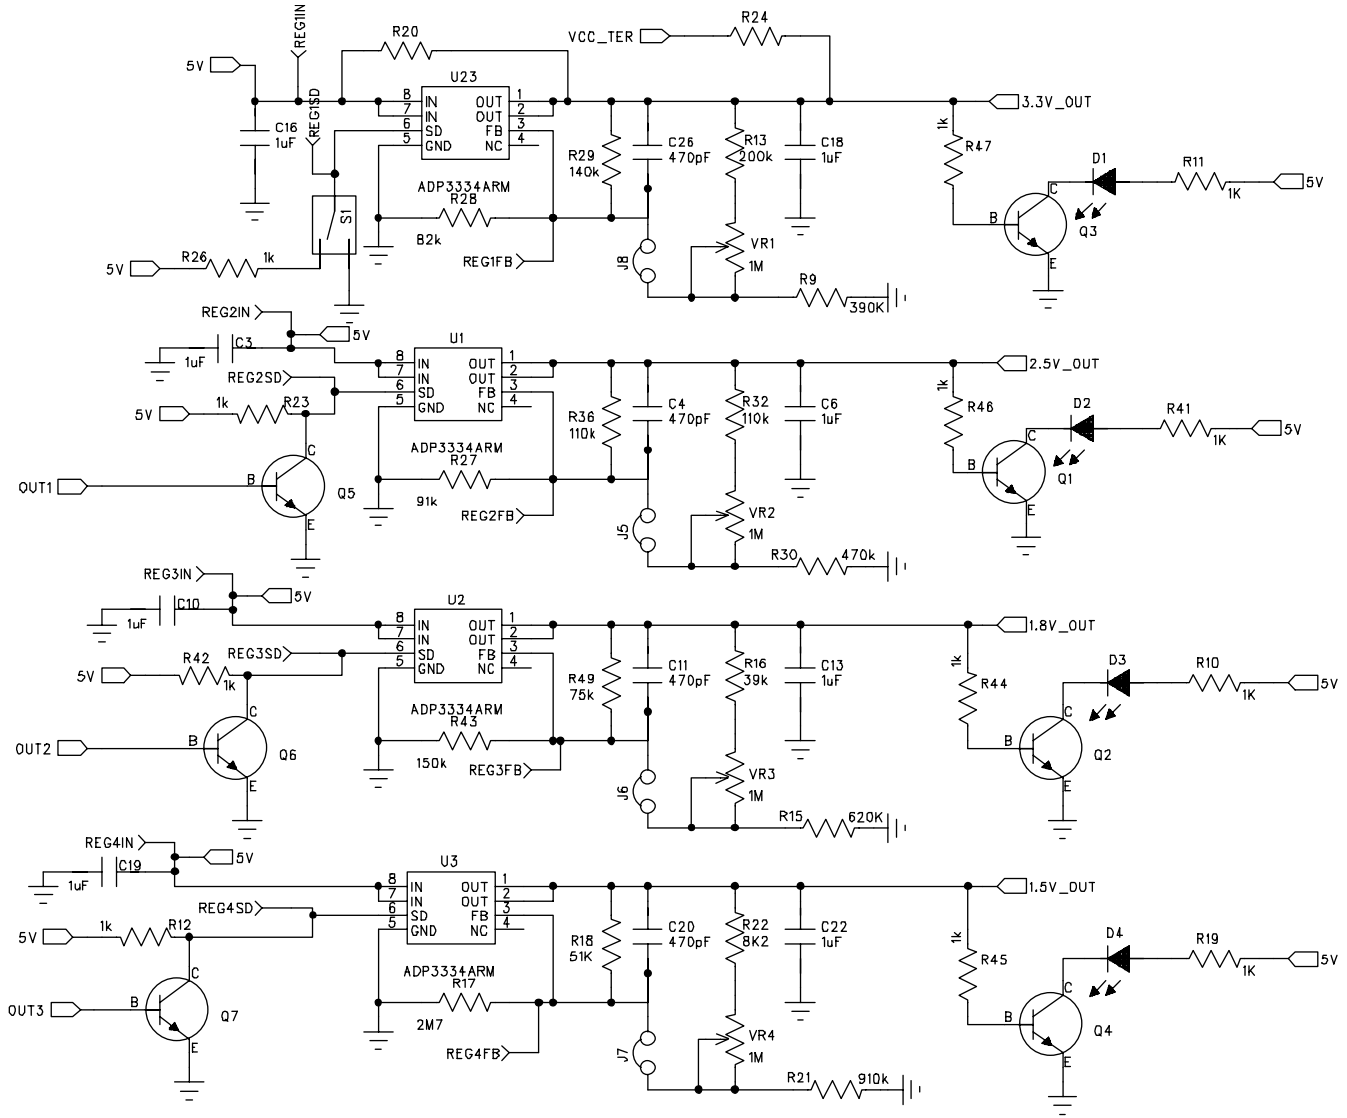 REG1IN
R20
VCC_TER
R24
5V
REG1SD
U23
C16
1uF
8 IN OUT 1
7 IN OUT 2
6 SD FB 3
5 GND NC 4
ADP3334ARM
R28
82k
R29
140k
C26
470pF
R13
200k
C18
1uF
3.3V_OUT
1k
R47
D1
R11
1K
5V
C
B
E
Q3
S1
5V
R26
1k
REG1FB
J8
VR1
1M
R9
390K
REG2IN
5V
C3
1uF
REG2SD
5V
1k
R23
U1
8 IN OUT 1
7 IN OUT 2
6 SD FB 3
5 GND NC 4
ADP3334ARM
R27
91k
R36
110k
C4
470pF
R32
110k
C6
1uF
2.5V_OUT
1k
R46
D2
R41
1K
5V
C
B
E
Q1
OUT1
B
C
E
Q5
REG2FB
J5
VR2
1M
R30
470k
REG3IN
5V
C10
1uF
REG3SD
5V
R42
1k
U2
8 IN OUT 1
7 IN OUT 2
6 SD FB 3
5 GND NC 4
ADP3334ARM
R43
150k
R49
75k
C11
470pF
R16
39k
C13
1uF
1.8V_OUT
1k
R44
D3
R10
1K
5V
C
B
E
Q2
OUT2
B
C
E
Q6
REG3FB
J6
VR3
1M
R15
620K
REG4IN
5V
C19
1uF
REG4SD
5V
1k
R12
U3
8 IN OUT 1
7 IN OUT 2
6 SD FB 3
5 GND NC 4
ADP3334ARM
R17
2M7
R18
51K
C20
470pF
R22
8K2
C22
1uF
1.5V_OUT
1k
R45
D4
R19
1K
5V
C
B
E
Q4
OUT3
B
C
E
Q7
REG4FB
J7
VR4
1M
R21
910k